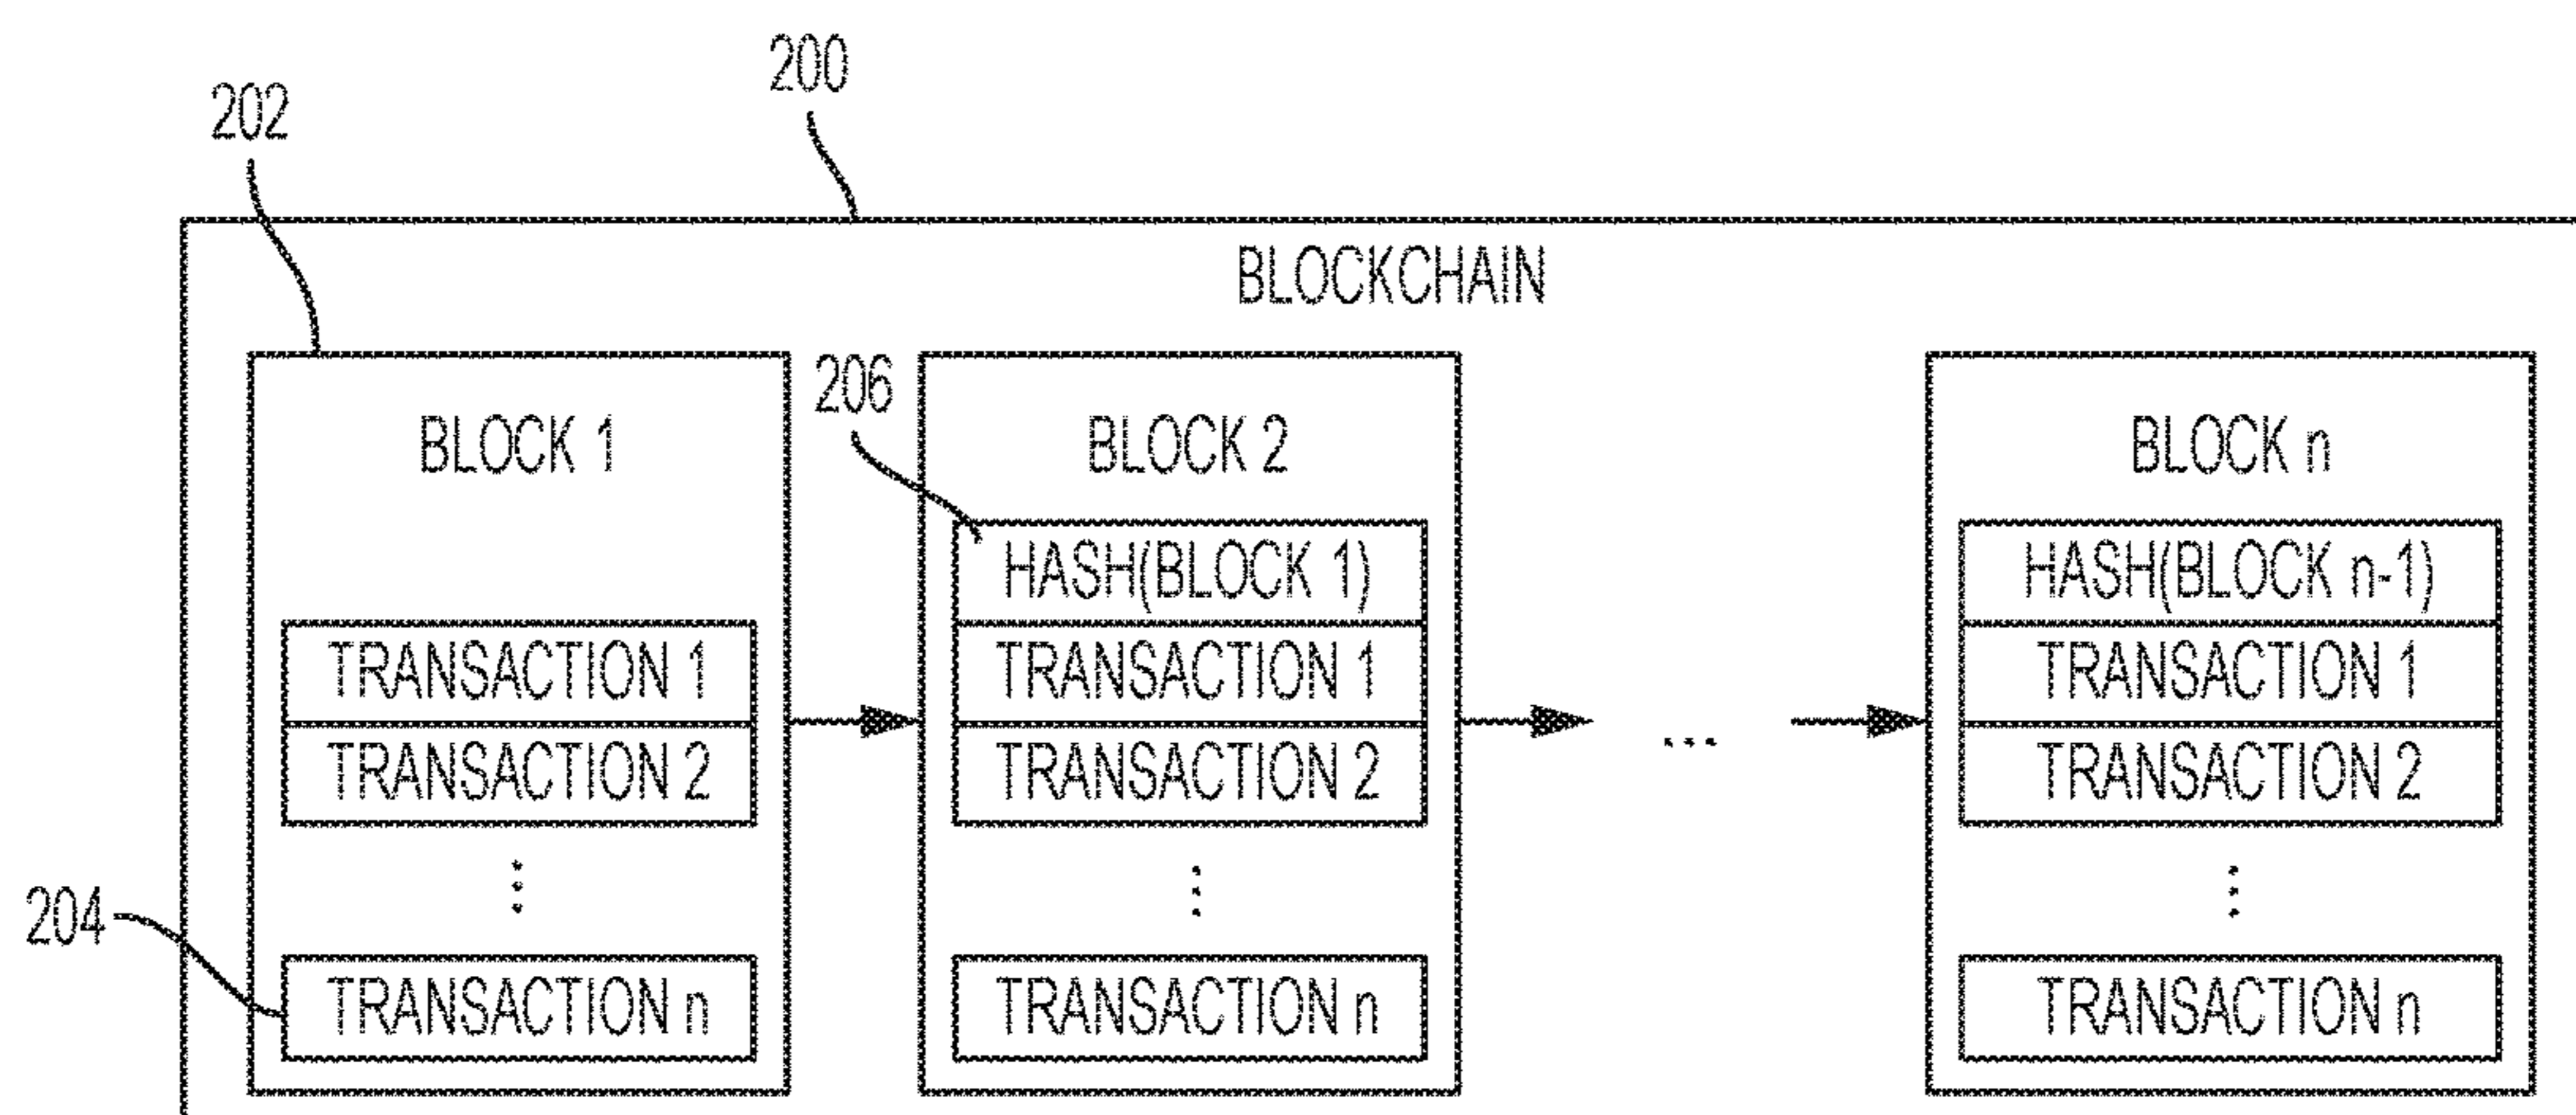 200
202
BLOCKCHAIN
206
BLOCK 1
BLOCK 2
BLOCK n
HASH(BLOCK 1)
HASH(BLOCK n-1)
TRANSACTION 1
TRANSACTION 1
TRANSACTION 1
TRANSACTION 2
TRANSACTION 2
...
TRANSACTION 2
204
TRANSACTION n
TRANSACTION n
TRANSACTION n